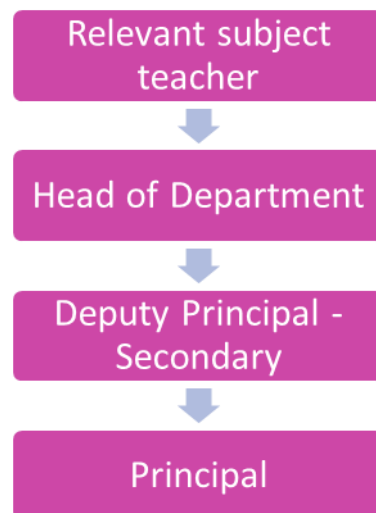 Relevant subject
teacher
Head of Department
Deputy Principal -
Secondary
Principal